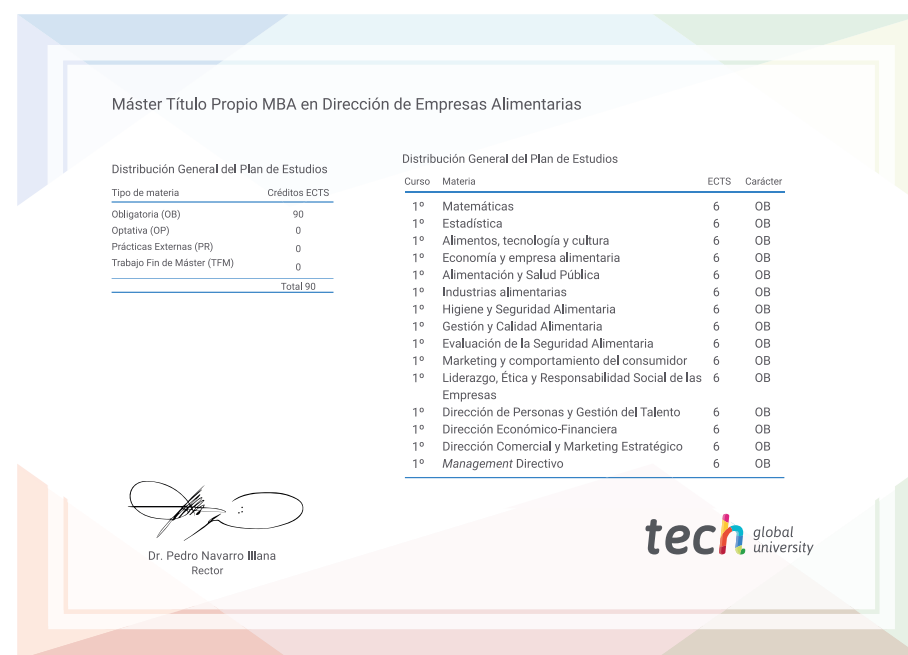 Máster Título Propio MBA en Dirección de Empresas Alimentarias
Distribución General del Plan de Estudios
Tipo de materia Créditos ECTS
Obligatoria (OB) 90
Optativa (OP) 0
Prácticas Externas (PR) 0
Trabajo Fin de Máster (TFM) 0
Total 90
Distribución General del Plan de Estudios
Curso Materia ECTS Carácter
1º Matemáticas 6 OB
1º Estadística 6 OB
1º Alimentos, tecnología y cultura 6 OB
1º Economía y empresa alimentaria 6 OB
1º Alimentación y Salud Pública 6 OB
1º Industrias alimentarias 6 OB
1º Higiene y Seguridad Alimentaria 6 OB
1º Gestión y Calidad Alimentaria 6 OB
1º Evaluación de la Seguridad Alimentaria 6 OB
1º Marketing y comportamiento del consumidor 6 OB
1º Liderazgo, Ética y Responsabilidad Social de las 6 OB
Empresas
1º Dirección de Personas y Gestión del Talento 6 OB
1º Dirección Económico-Financiera 6 OB
1º Dirección Comercial y Marketing Estratégico 6 OB
1º Management Directivo 6 OB
Dr. Pedro Navarro Illana
Rector
tech global
university